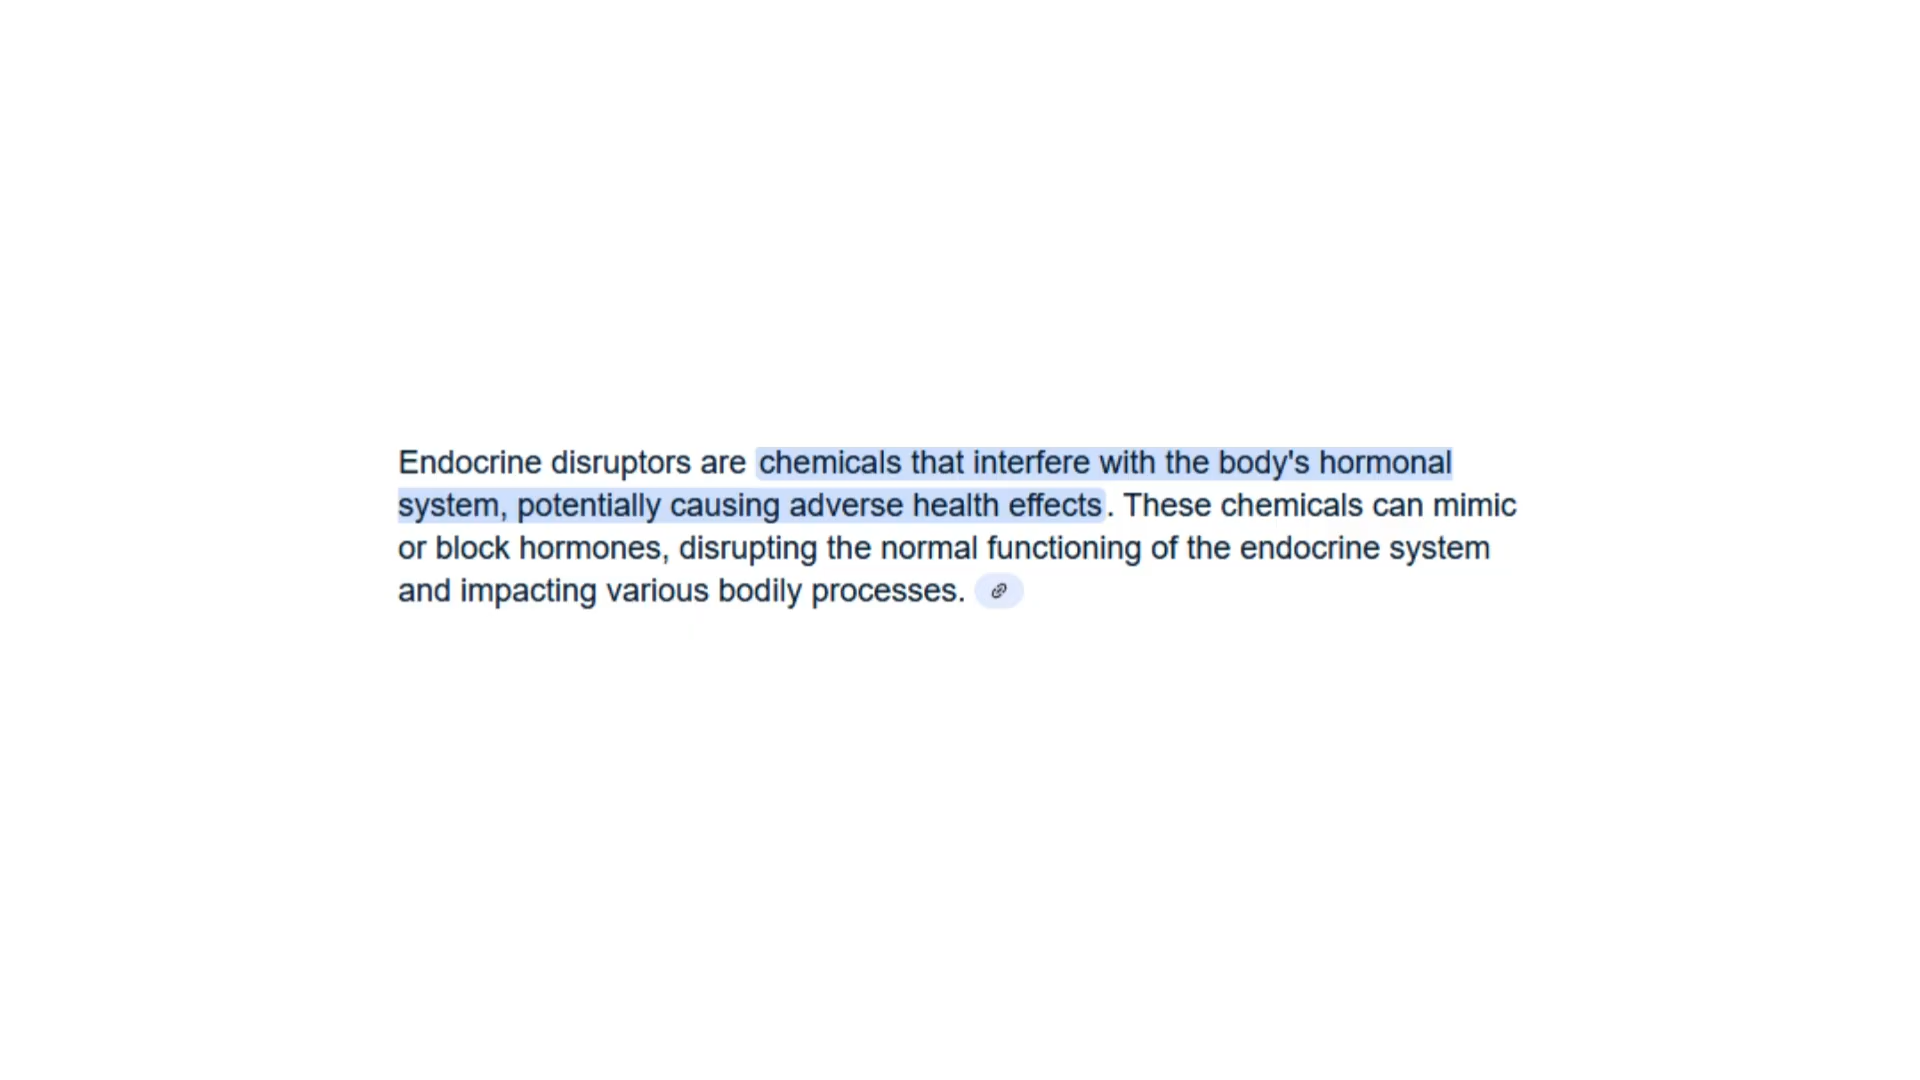 Endocrine disruptors are chemicals that interfere with the body's hormonal
system, potentially causing adverse health effects. These chemicals can mimic
or block hormones, disrupting the normal functioning of the endocrine system
and impacting various bodily processes.